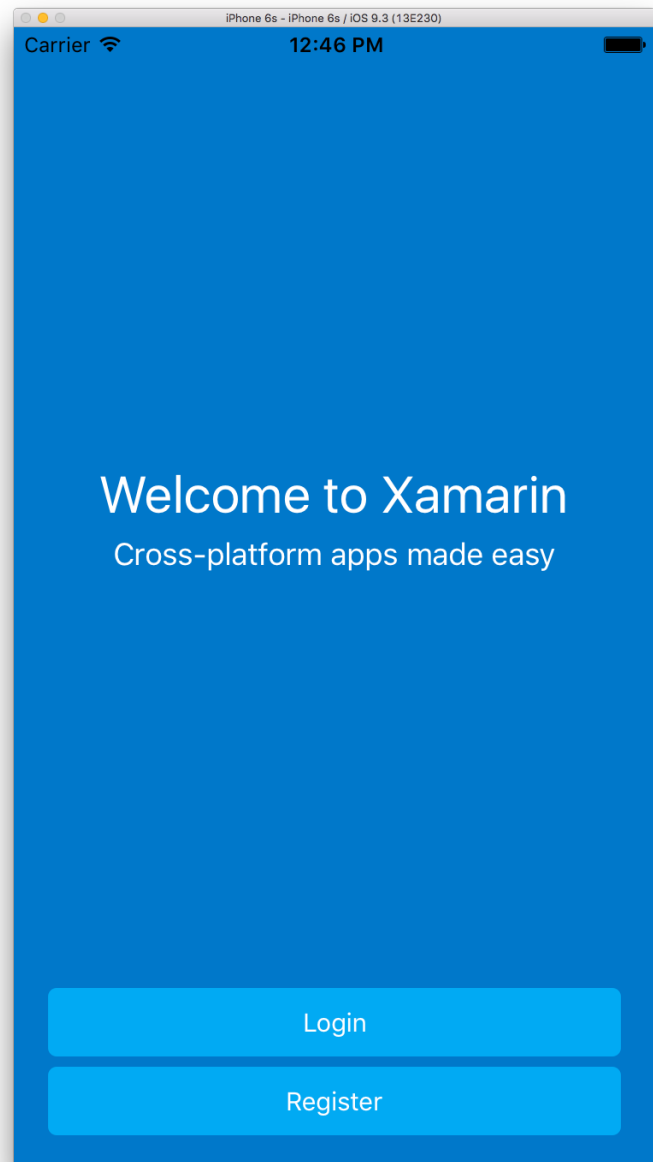 iPhone 6s - iPhone 6s / iOS 9.3 (13E230)
Carrier 12:46 PM
Welcome to Xamarin
Cross-platform apps made easy
Login
Register